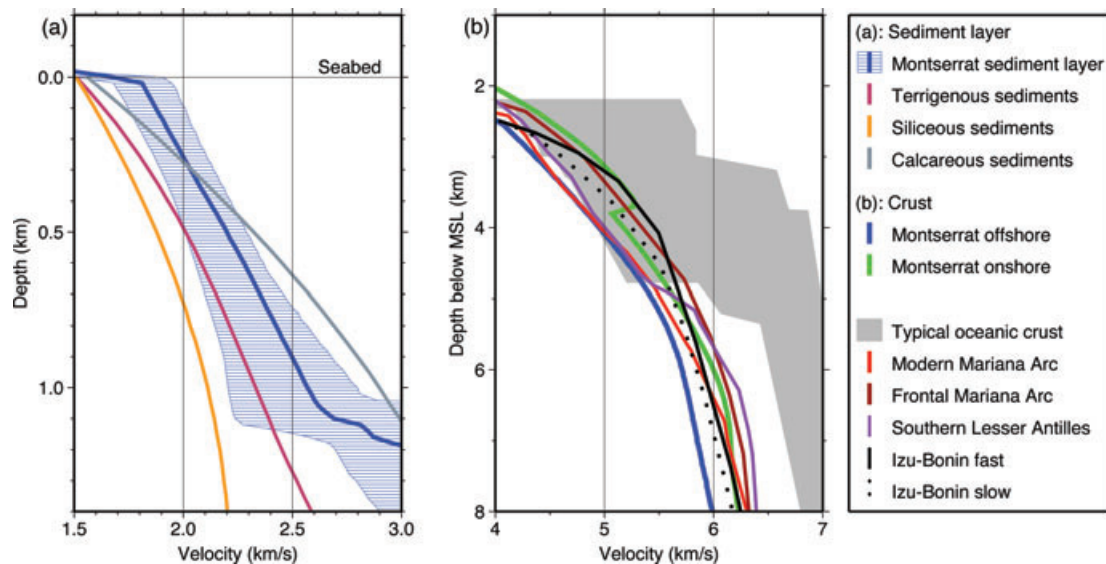 (a)
Seabed
0.0
0.5
1.0
Depth (km)
1.5 2.0 2.5 3.0
Velocity (km/s)
(b)
2
4
6
8
Depth below MSL (km)
4 5 6 7
Velocity (km/s)
(a): Sediment layer
Montserrat sediment layer
Terrigenous sediments
Siliceous sediments
Calcareous sediments
(b): Crust
Montserrat offshore
Montserrat onshore
Typical oceanic crust
Modern Mariana Arc
Frontal Mariana Arc
Southern Lesser Antilles
Izu-Bonin fast
Izu-Bonin slow